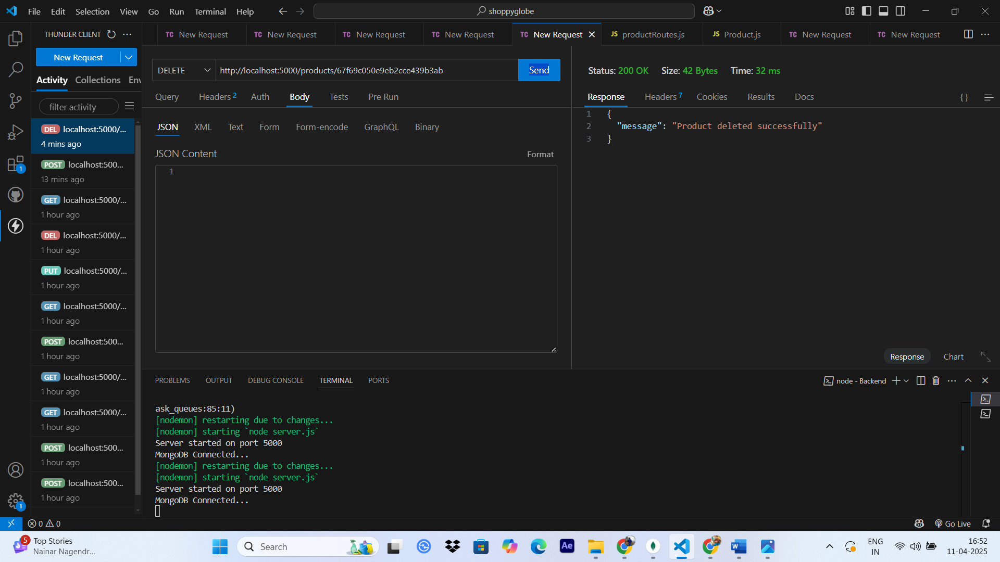 File Edit Selection View Go Run Terminal Help
shoppyglobe
THUNDER CLIENT
New Request
Activity Collections Env
filter activity
DEL localhost:5000/...
4 mins ago
POST localhost:500...
13 mins ago
GET localhost:5000/...
1 hour ago
DEL localhost:5000/...
1 hour ago
PUT localhost:5000/...
1 hour ago
GET localhost:5000/...
1 hour ago
POST localhost:500...
1 hour ago
GET localhost:5000/...
1 hour ago
GET localhost:5000/...
1 hour ago
POST localhost:500...
1 hour ago
POST localhost:500...
1 hour ago
TC New Request TC New Request TC New Request TC New Request TC New Request JS productRoutes.js JS Product.js TC New Request TC New Request
DELETE http://localhost:5000/products/67f69c050e9eb2cce439b3ab Send
Query Headers 2 Auth Body Tests Pre Run
JSON XML Text Form Form-encode GraphQL Binary
JSON Content Format
1
Status: 200 OK Size: 42 Bytes Time: 32 ms
Response Headers 7 Cookies Results Docs { }
1 {
2 "message": "Product deleted successfully"
3 }
Response Chart
PROBLEMS OUTPUT DEBUG CONSOLE TERMINAL PORTS
node - Backend
ask_queues:85:11)
[nodemon] restarting due to changes...
[nodemon] starting `node server.js`
Server started on port 5000
MongoDB Connected...
[nodemon] restarting due to changes...
[nodemon] starting `node server.js`
Server started on port 5000
MongoDB Connected...
1
1
0 0
Go Live
5
Top Stories
Nainar Nagendr...
Search
Ae
W
ENG
IN
16:52
11-04-2025